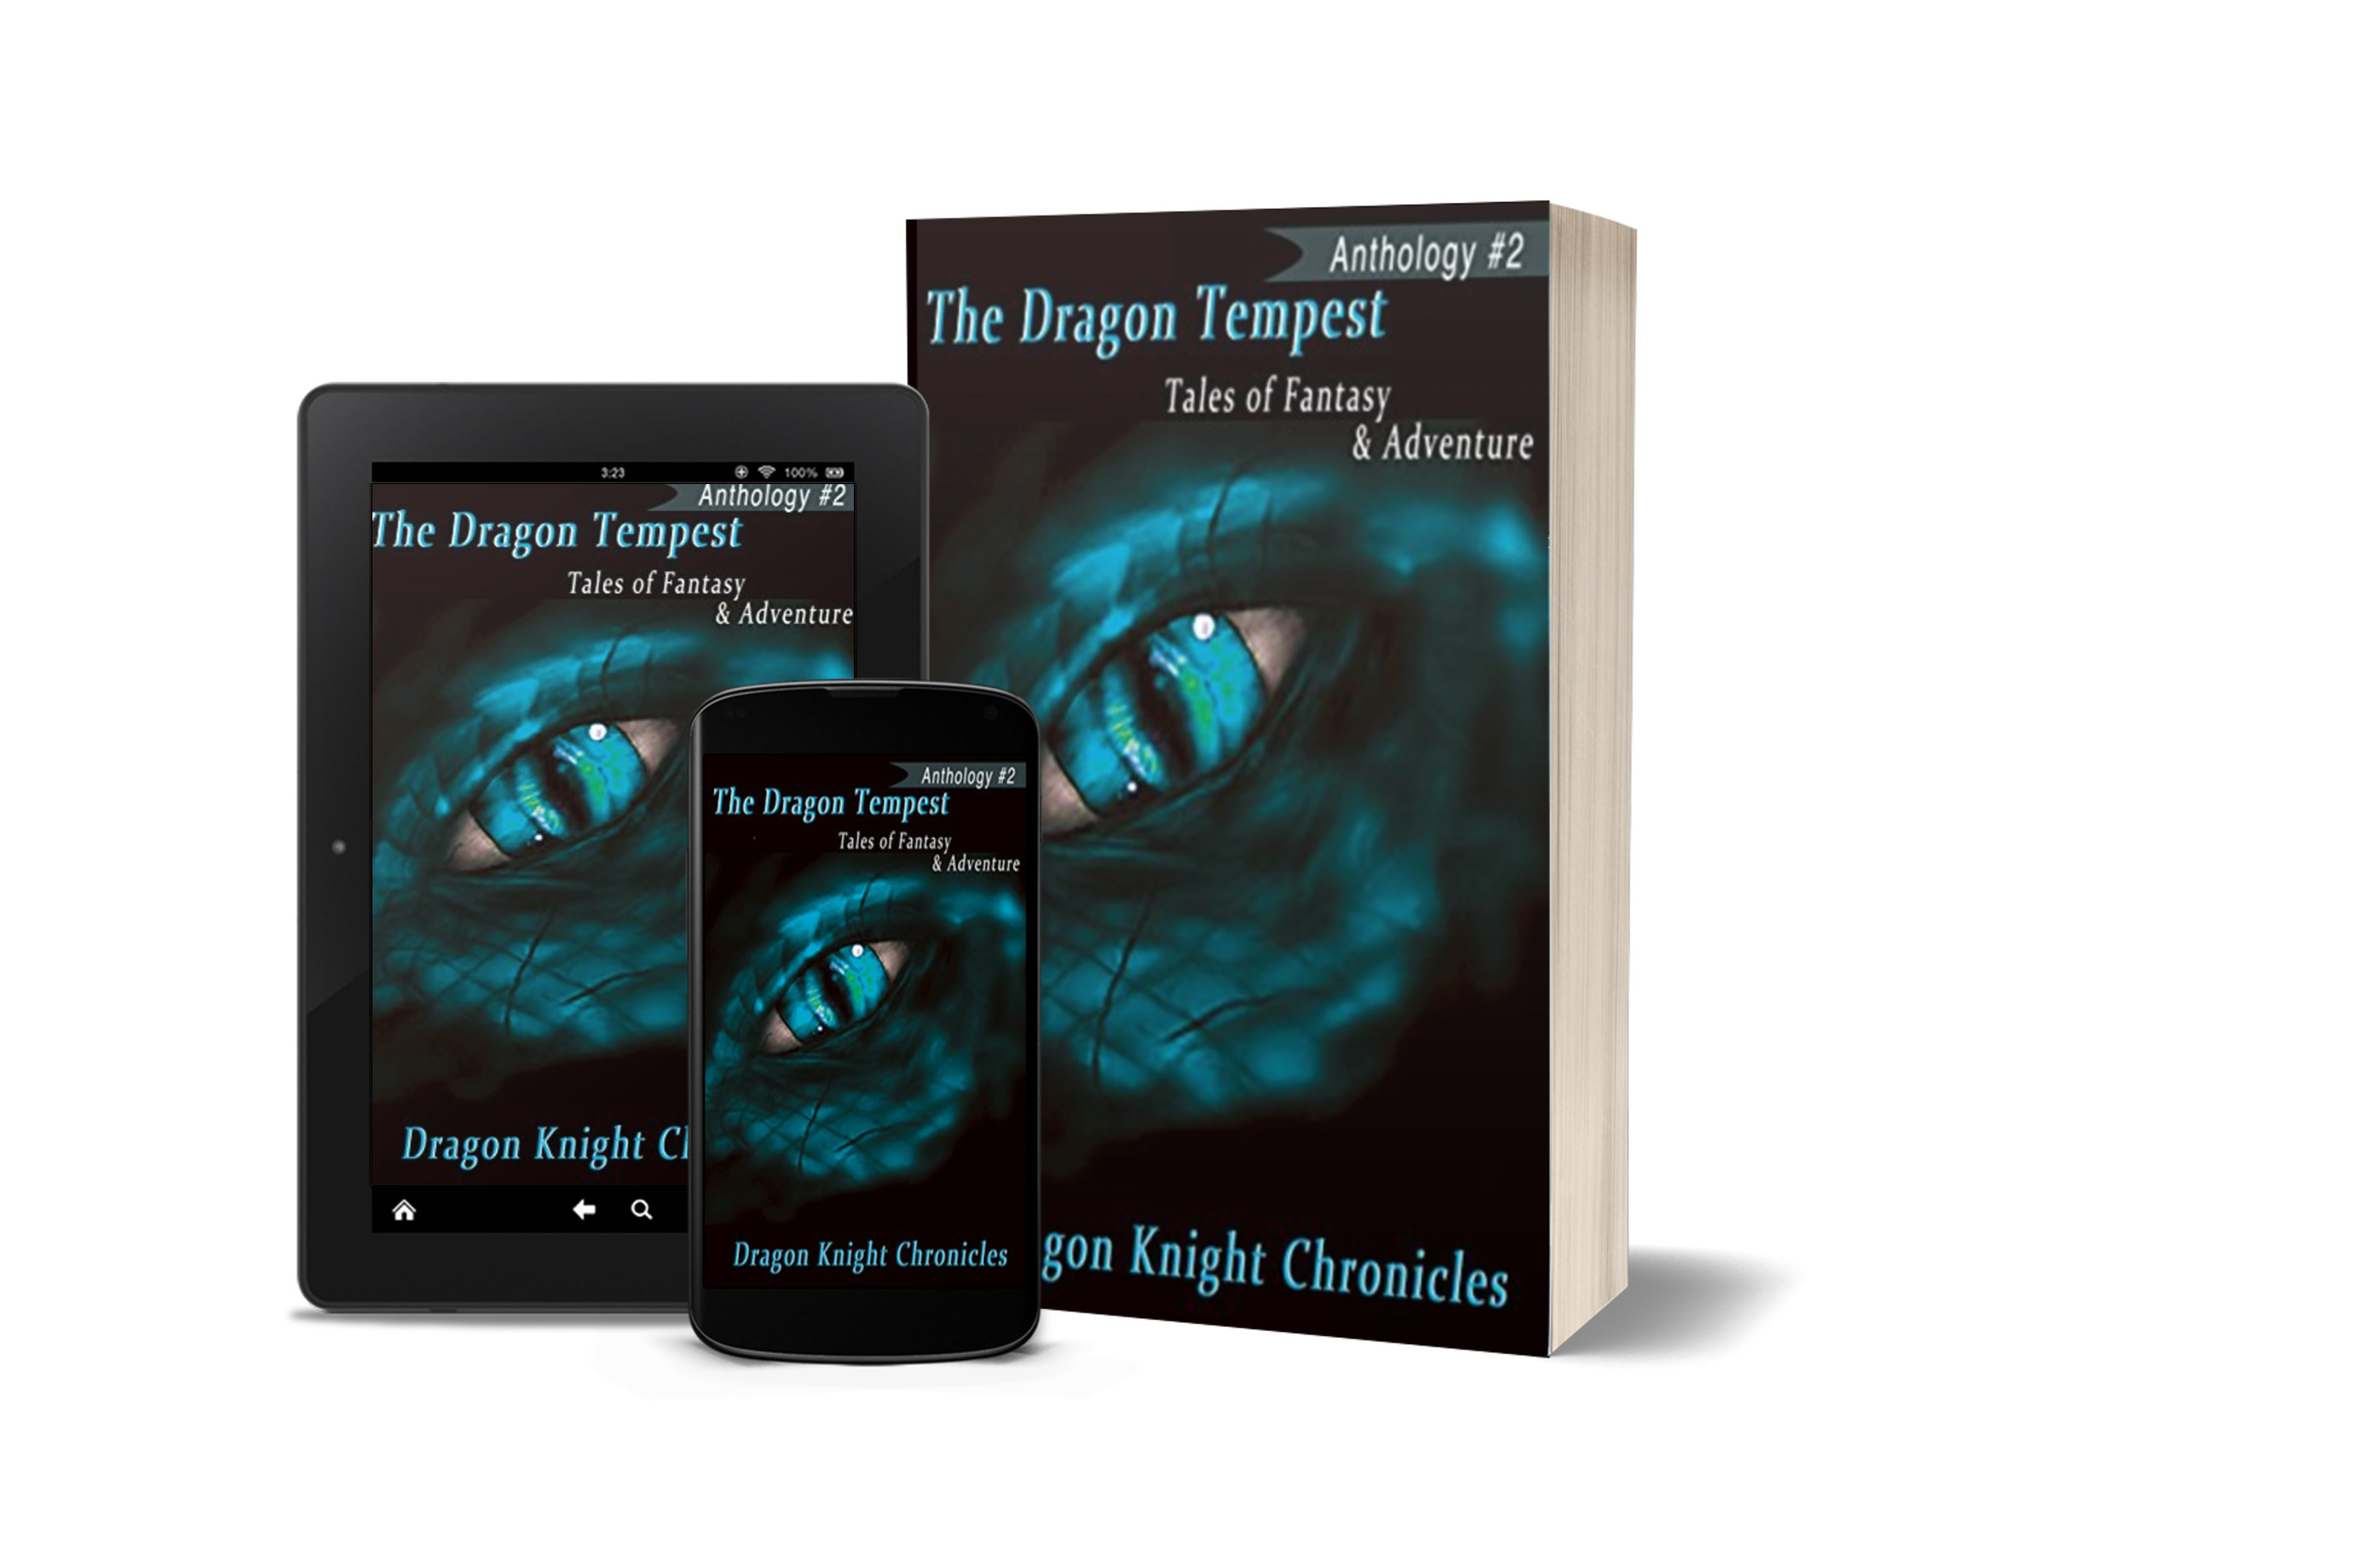 3:23
100%
Anthology #2
The Dragon Tempest
Tales of Fantasy
& Adventure
Dragon Knight C
Anthology #2
The Dragon Tempest
Tales of Fantasy
& Adventure
Dragon Knight Chronicles
Anthology #2
The Dragon Tempest
Tales of Fantasy
& Adventure
gon Knight Chronicles